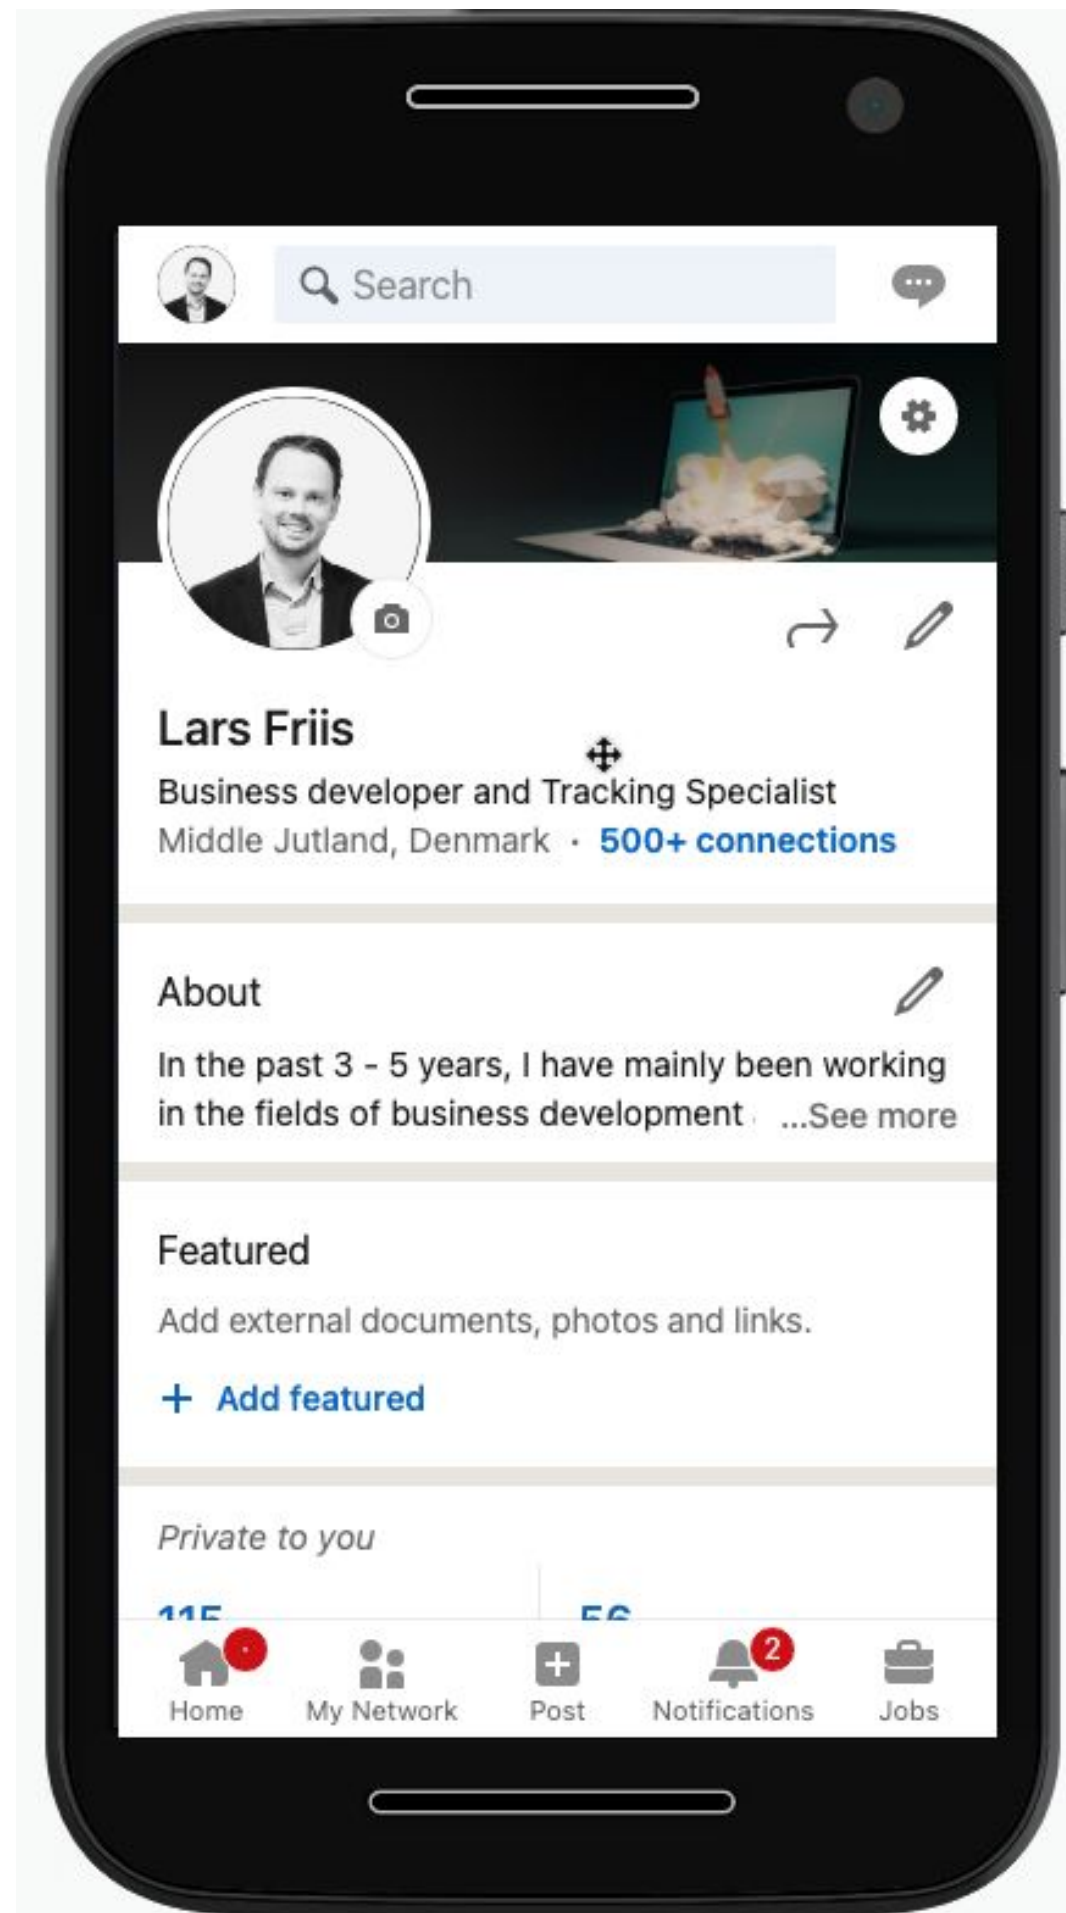 Search
Lars Friis
Business developer and Tracking Specialist
Middle Jutland, Denmark · 500+ connections
About
In the past 3 - 5 years, I have mainly been working
in the fields of business development ...See more
Featured
Add external documents, photos and links.
+ Add featured
Private to you
115 56
2
Home My Network Post Notifications Jobs